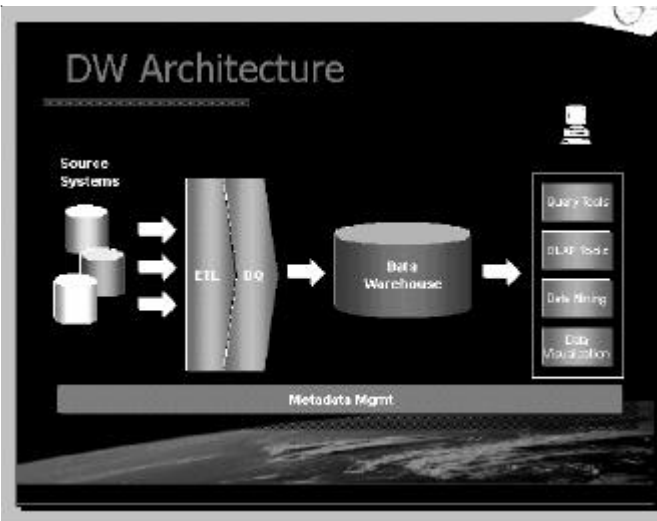 DW Architecture
Source
Systems
ETL
DQ
Data
Warehouse
Query Tools
OLAP Tools
Data Mining
Data
Visualization
Metadata Mgmt